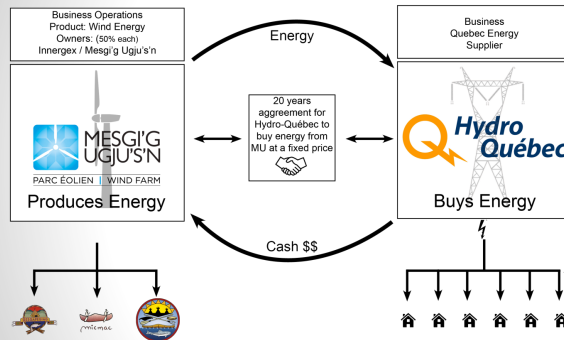 Business Operations
Product: Wind Energy
Owners: (50% each)
Innergex / Mesgi'g Ugju's'n
MESGI'G
UGJU'S'N
PARC ÉOLIEN | WIND FARM
Produces Energy
Energy
20 years
aggreement for
Hydro-Québec to
buy energy from
MU at a fixed price
Cash $$
Business
Quebec Energy
Supplier
Hydro
Québec
Buys Energy
micmac